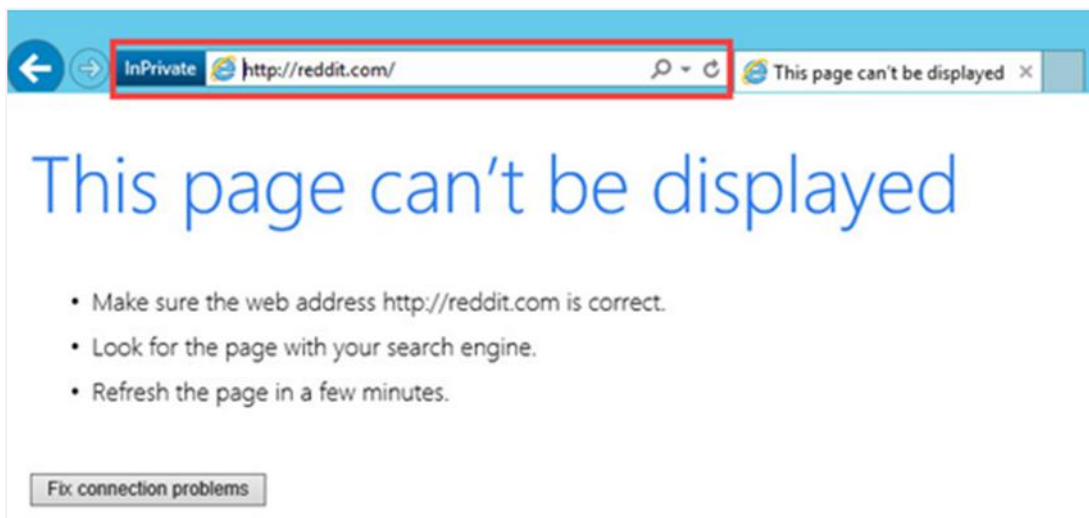 InPrivate http://reddit.com/ This page can't be displayed
This page can't be displayed
• Make sure the web address http://reddit.com is correct.
• Look for the page with your search engine.
• Refresh the page in a few minutes.
Fix connection problems